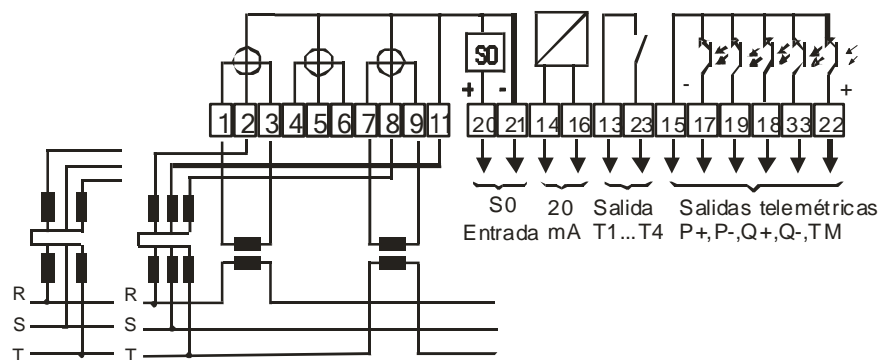 S0
+ -
- +
1 2 3 4 5 6 7 8 9 11 20 21 14 16 13 23 15 17 19 18 33 22
S0 20 Salida Salidas telemétricas
Entrada mA T1...T4 P+,P-,Q+,Q-,TM
R R
S S
T T